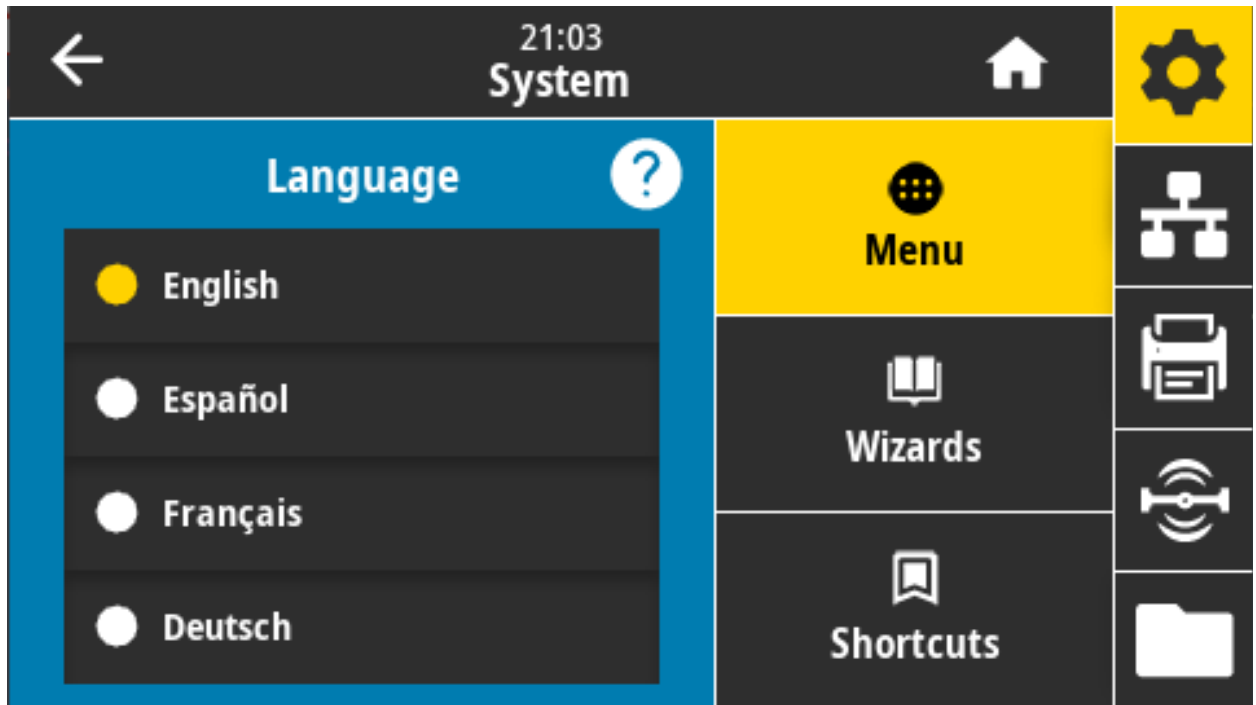 21:03
System
Language
?
English
Español
Français
Deutsch
Menu
Wizards
Shortcuts